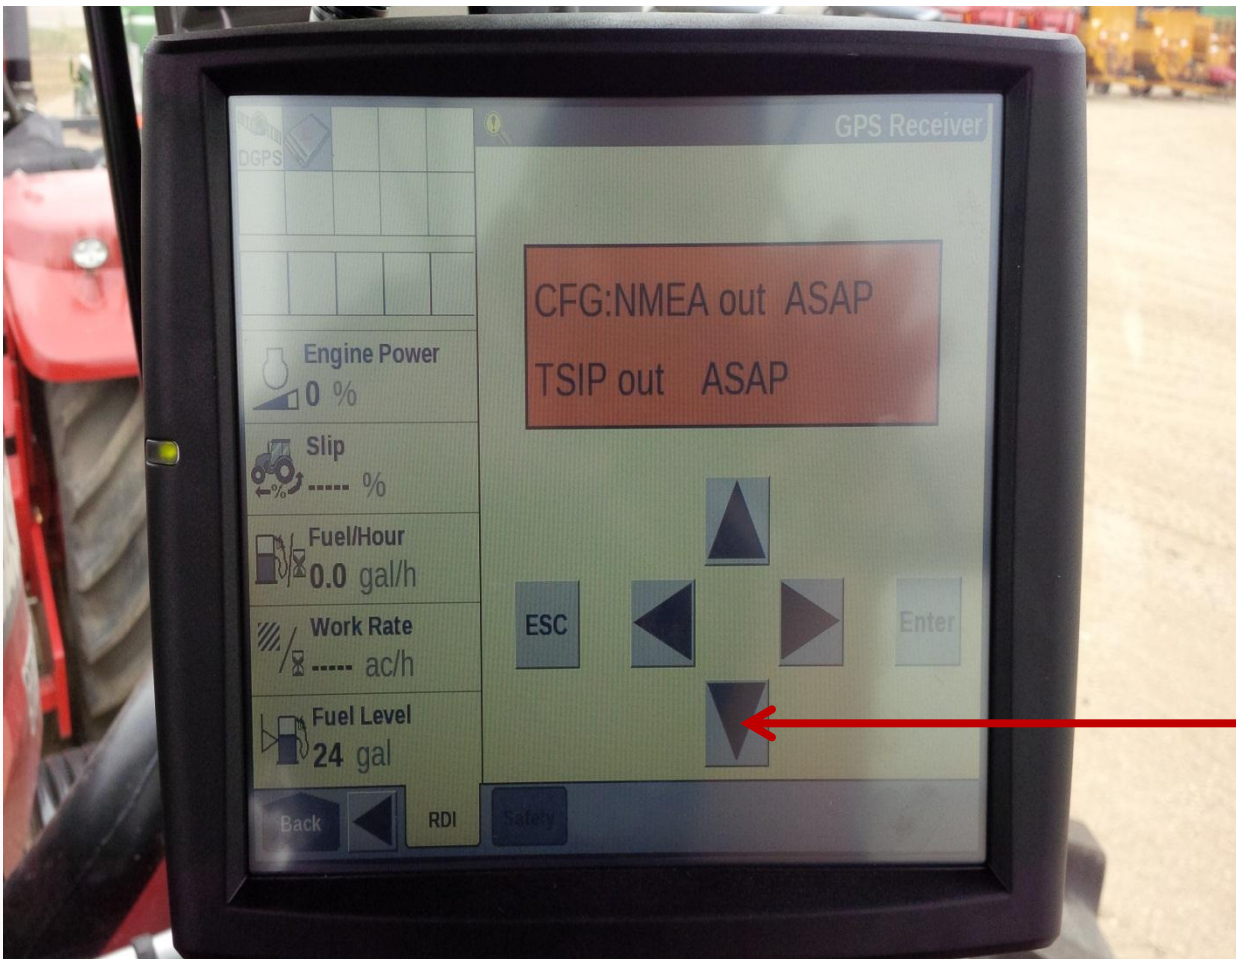 DGPS
GPS Receiver
CFG:NMEA out ASAP
TSIP out ASAP
Engine Power
0 %
Slip
----- %
Fuel/Hour
0.0 gal/h
Work Rate
----- ac/h
Fuel Level
24 gal
ESC
Enter
Back
RDI
Safety